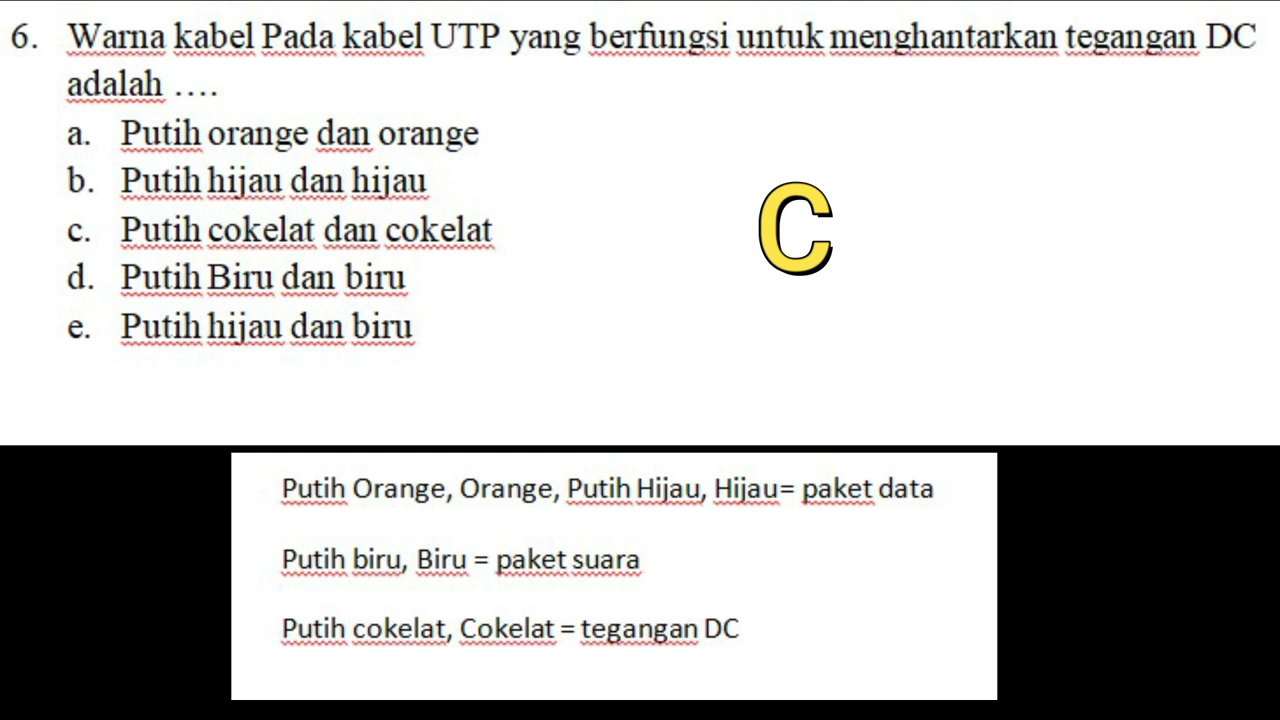 6. Warna kabel Pada kabel UTP yang berfungsi untuk menghantarkan tegangan DC
adalah ....
a. Putih orange dan orange
b. Putih hijau dan hijau
c. Putih cokelat dan cokelat
d. Putih Biru dan biru
e. Putih hijau dan biru
C
Putih Orange, Orange, Putih Hijau, Hijau= paket data
Putih biru, Biru = paket suara
Putih cokelat, Cokelat = tegangan DC